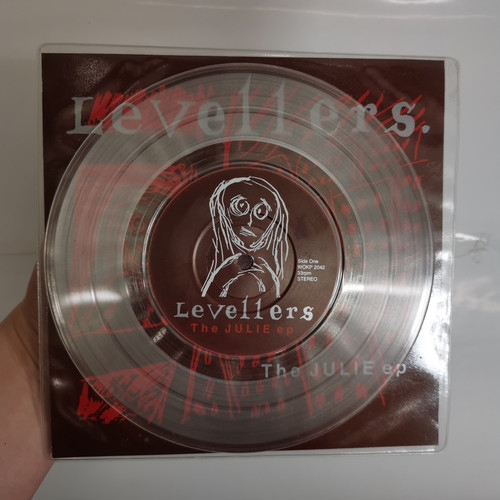 Levellers.
Side One
WOKP 2042
33rpm
STEREO
Levellers
The JULIE ep
The JULIE ep